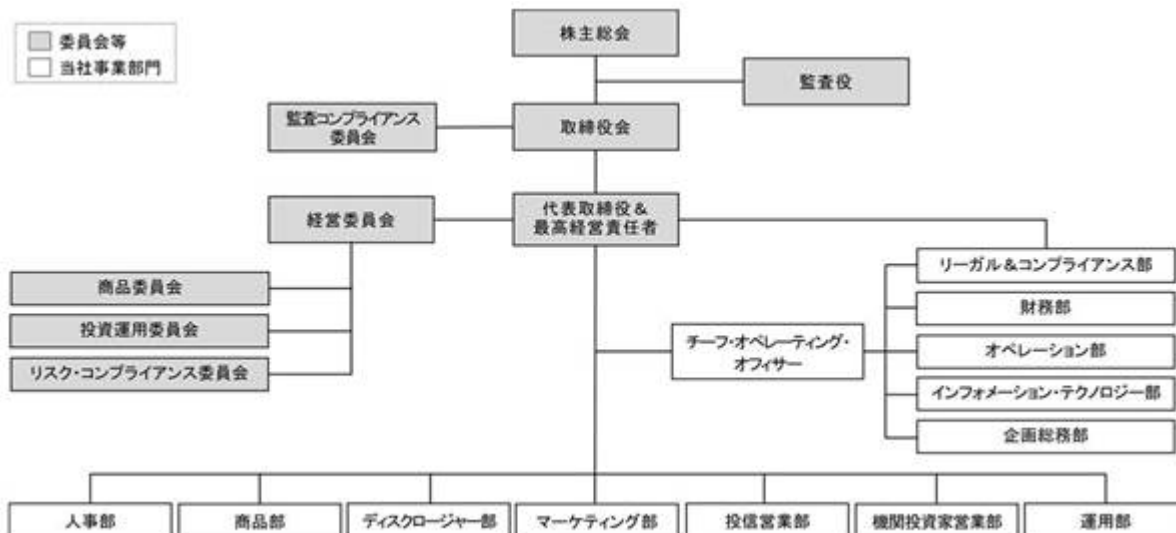 委員会等
当社事業部門
株主総会
監査役
監査コンプライアンス
委員会
取締役会
経営委員会
代表取締役&
最高経営責任者
商品委員会
投資運用委員会
リスク・コンプライアンス委員会
チーフ・オペレーティング・
オフィサー
リーガル&コンプライアンス部
財務部
オペレーション部
インフォメーション・テクノロジー部
企画総務部
人事部
商品部
ディスクロージャー部
マーケティング部
投信営業部
機関投資家営業部
運用部